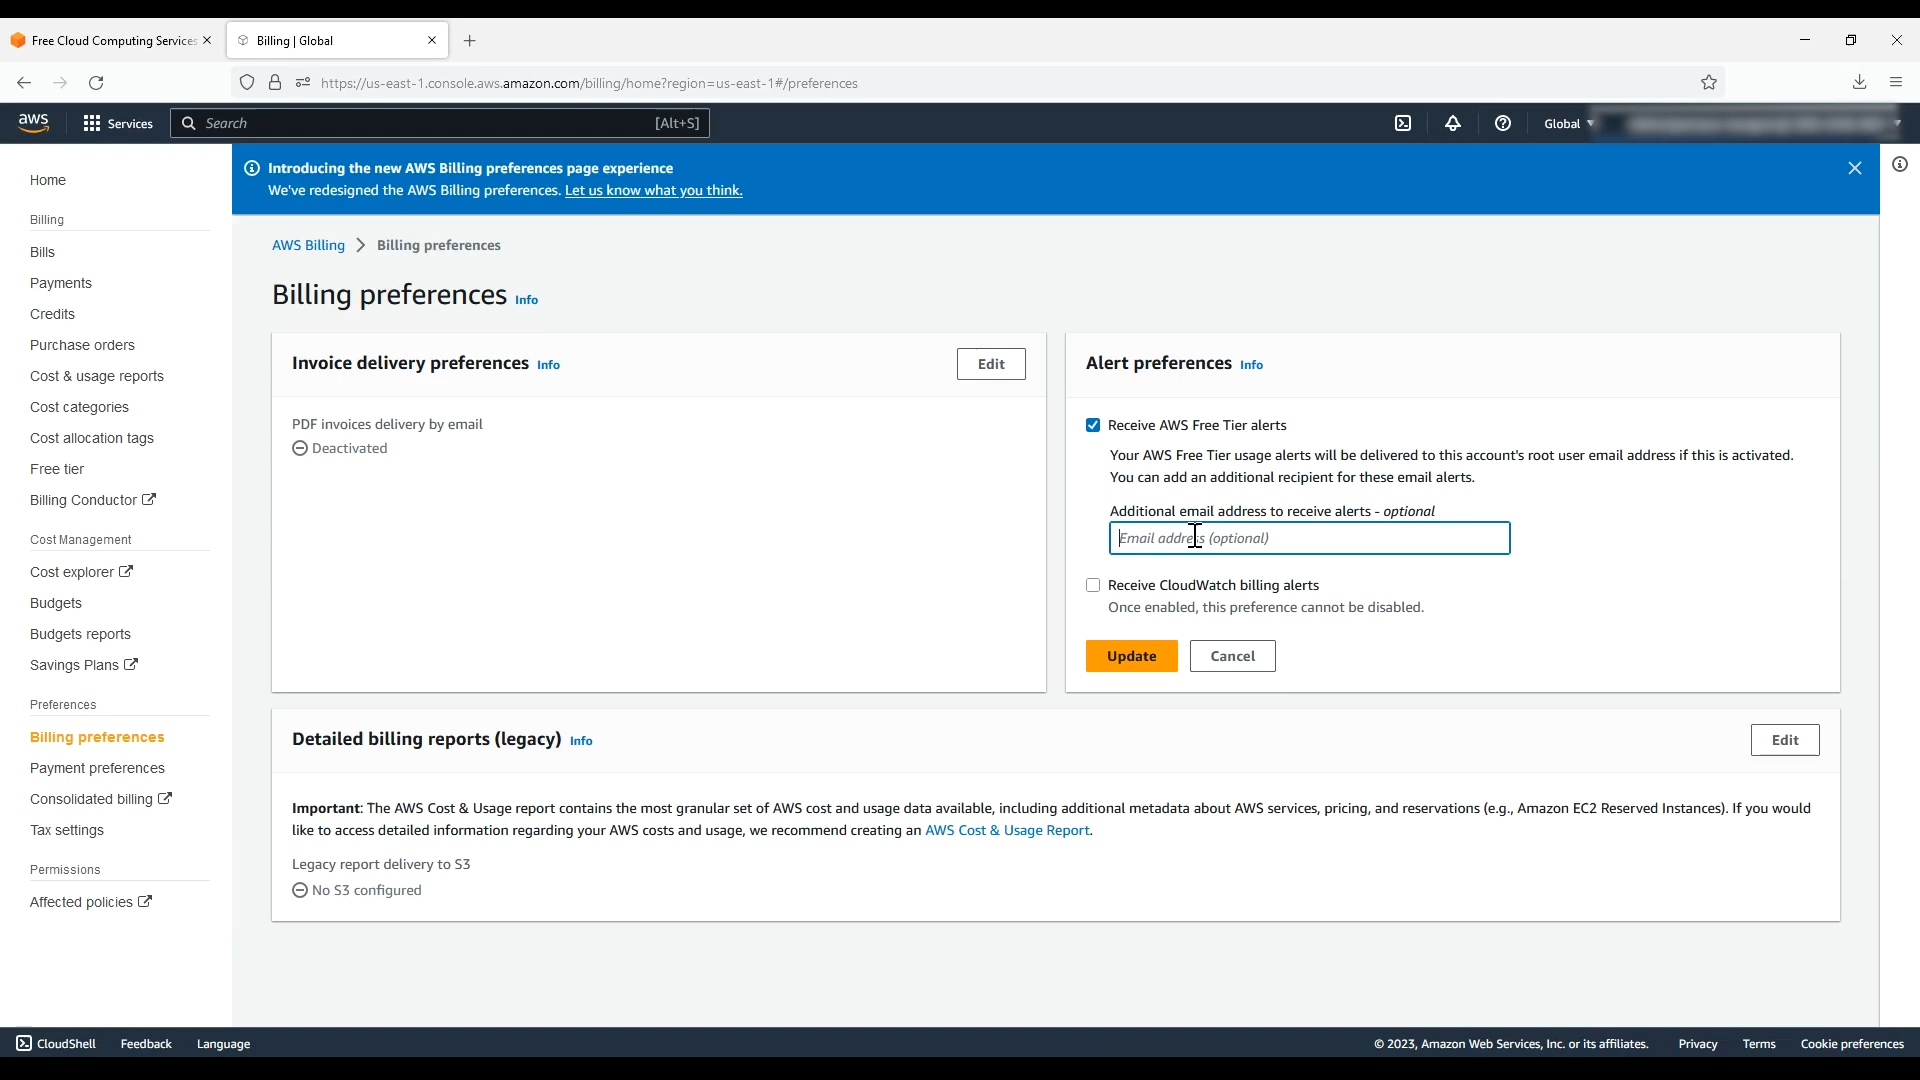 Free Cloud Computing Services
Billing | Global
https://us-east-1.console.aws.amazon.com/billing/home?region=us-east-1#/preferences
aws
Services
Search
[Alt+S]
Global
Introducing the new AWS Billing preferences page experience
We've redesigned the AWS Billing preferences. Let us know what you think.
Home
Billing
Bills
Payments
Credits
Purchase orders
Cost & usage reports
Cost categories
Cost allocation tags
Free tier
Billing Conductor
Cost Management
Cost explorer
Budgets
Budgets reports
Savings Plans
Preferences
Billing preferences
Payment preferences
Consolidated billing
Tax settings
Permissions
Affected policies
AWS Billing > Billing preferences
Billing preferences Info
Invoice delivery preferences Info
Edit
PDF invoices delivery by email
Deactivated
Alert preferences Info
Receive AWS Free Tier alerts
Your AWS Free Tier usage alerts will be delivered to this account's root user email address if this is activated.
You can add an additional recipient for these email alerts.
Additional email address to receive alerts - optional
Email address (optional)
Receive CloudWatch billing alerts
Once enabled, this preference cannot be disabled.
Update
Cancel
Detailed billing reports (legacy) Info
Edit
Important: The AWS Cost & Usage report contains the most granular set of AWS cost and usage data available, including additional metadata about AWS services, pricing, and reservations (e.g., Amazon EC2 Reserved Instances). If you would
like to access detailed information regarding your AWS costs and usage, we recommend creating an AWS Cost & Usage Report.
Legacy report delivery to S3
No S3 configured
CloudShell
Feedback
Language
© 2023, Amazon Web Services, Inc. or its affiliates.
Privacy
Terms
Cookie preferences